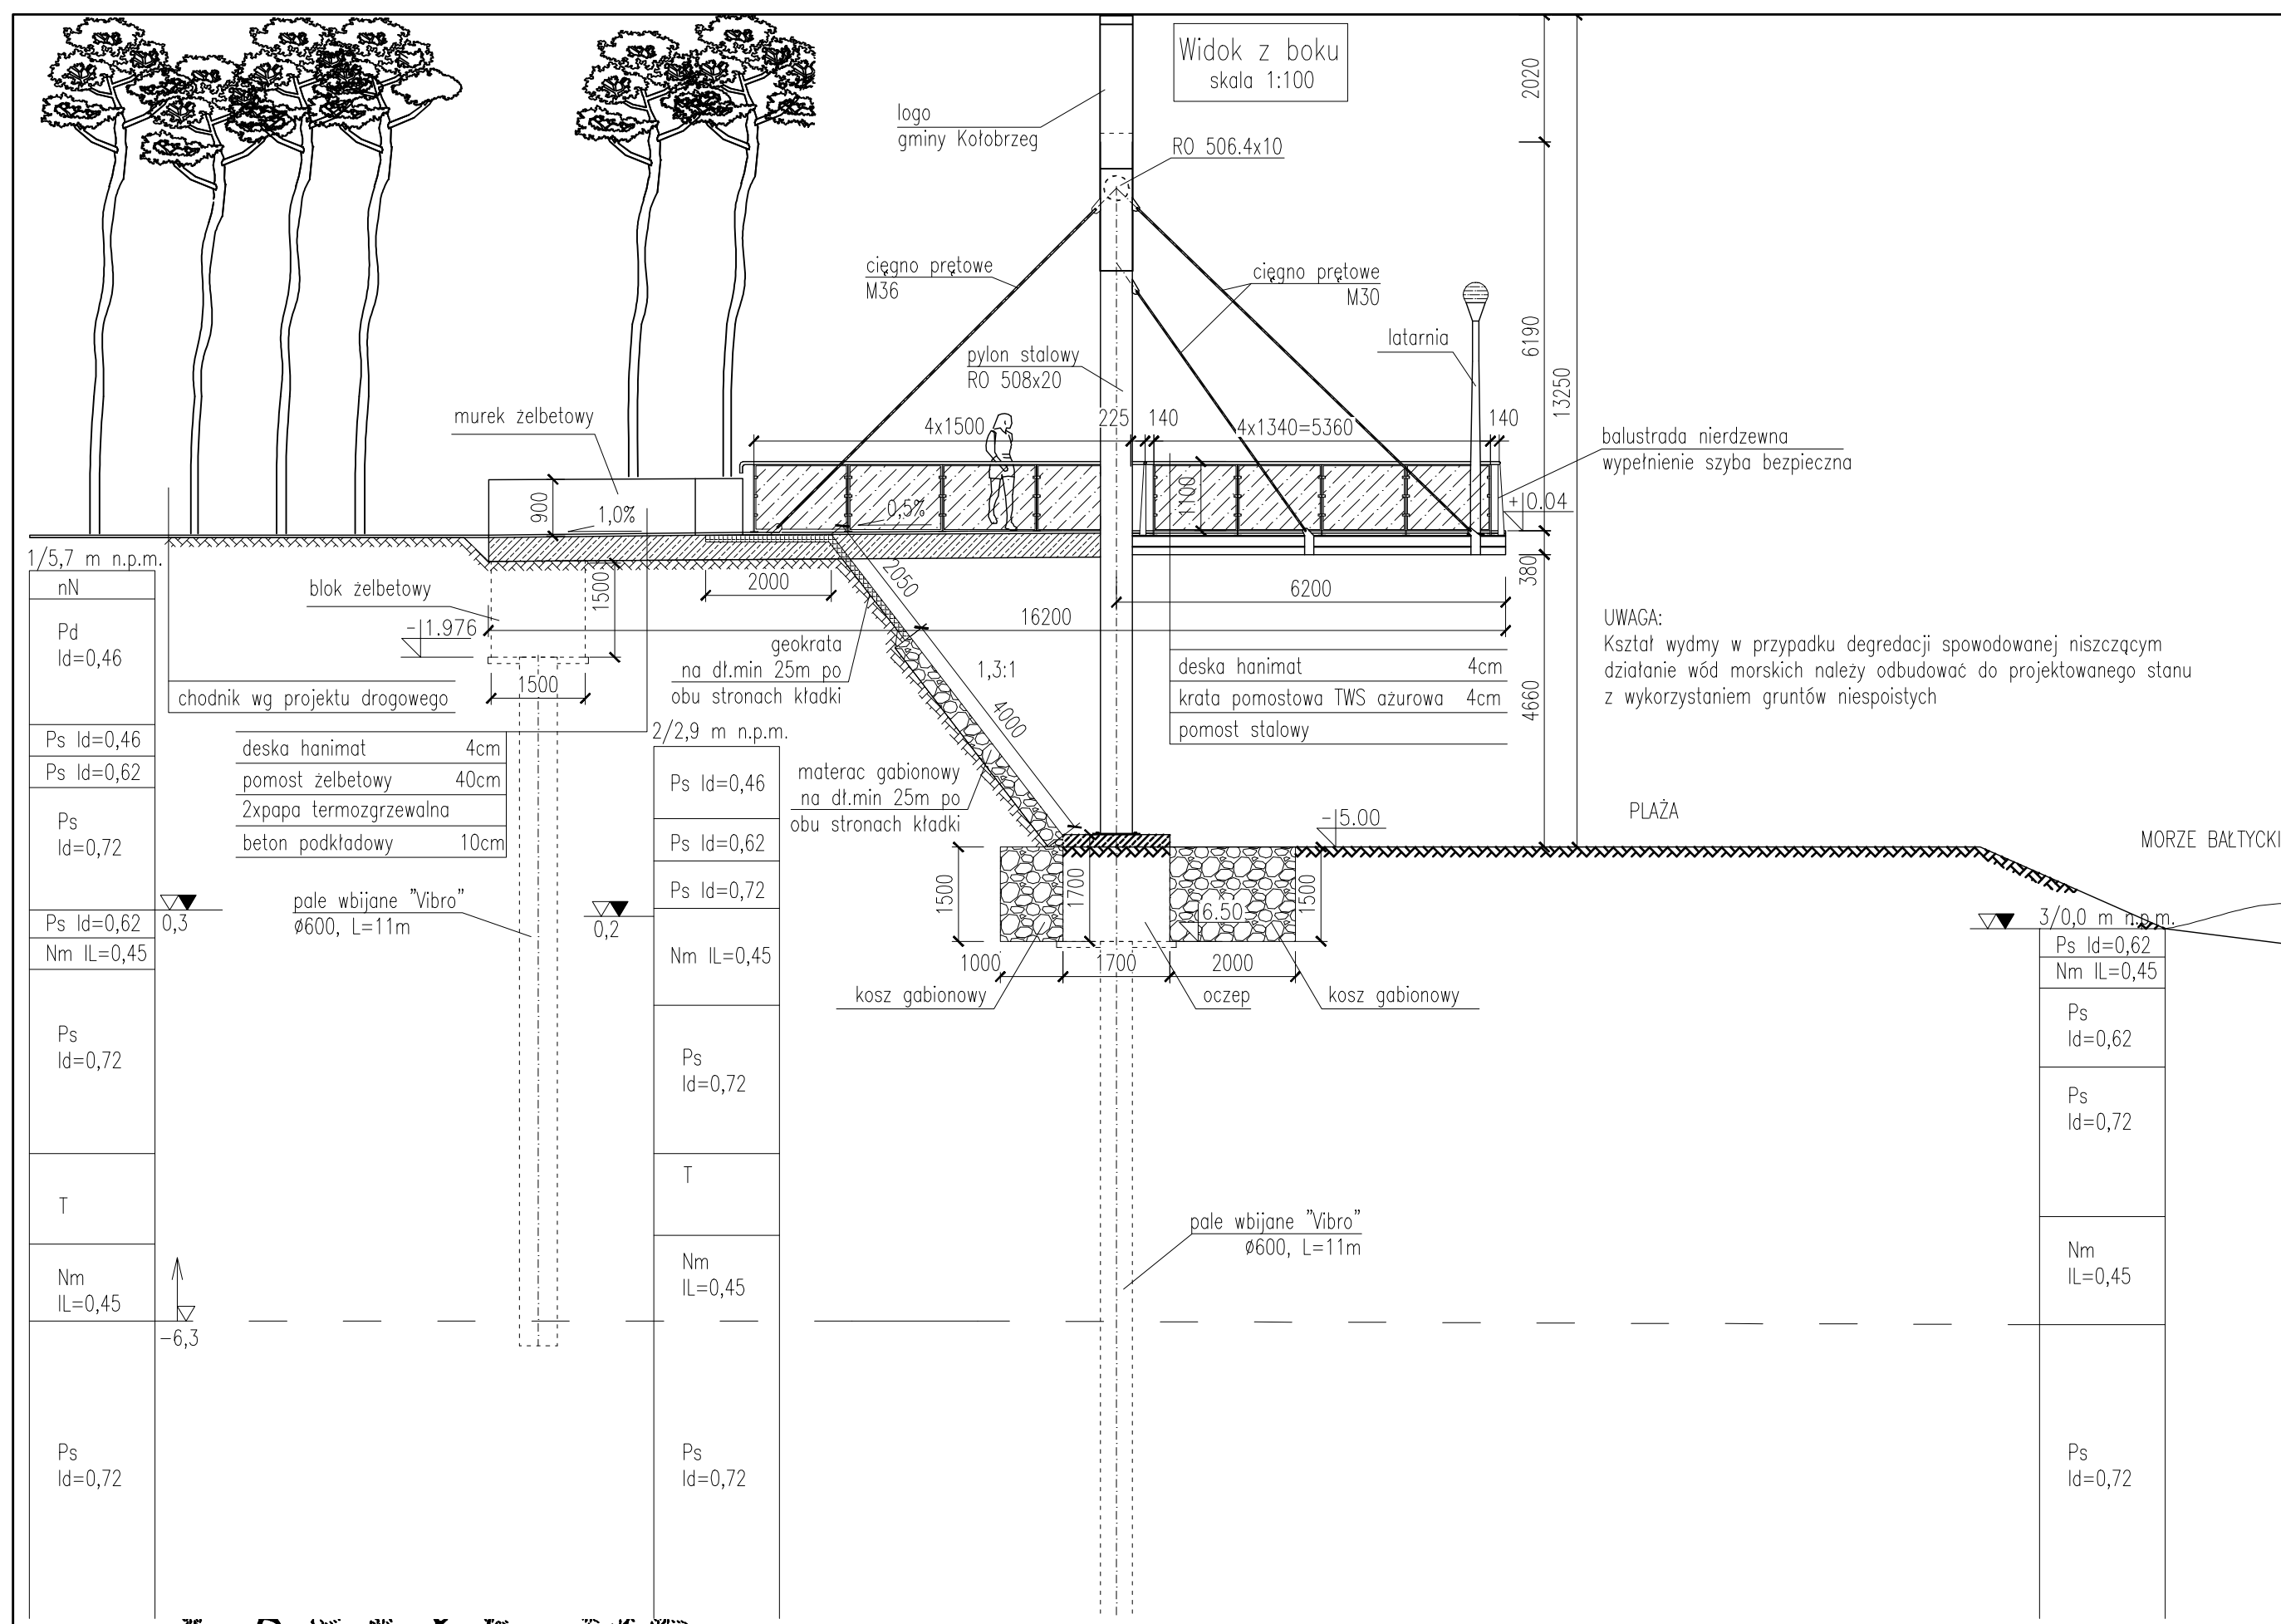 Widok z boku
skala 1:100
logo
gminy Kołobrzeg
RO 506.4x10
2020
cięgno prętowe
M36
cięgno prętowe
M30
latarnia
6190
13250
pylon stalowy
RO 508x20
murek żelbetowy
4x1500
225
140
4x1340=5360
140
balustrada nierdzewna
wypełnienie szyba bezpieczna
900
1,0%
0,5%
1100
+0.04
1/5,7 m n.p.m.
nN
Pd
Id=0,46
Ps Id=0,46
Ps Id=0,62
Ps
Id=0,72
Ps Id=0,62
Nm IL=0,45
Ps
Id=0,72
T
Nm
IL=0,45
Ps
Id=0,72
0,3
-6,3
blok żelbetowy
1500
2000
2050
6200
380
-1.976
16200
geokrata
na dł.min 25m po
obu stronach kładki
1,3:1
1500
chodnik wg projektu drogowego
4000
4660
deska hanimat 4cm
krata pomostowa TWS ażurowa 4cm
pomost stalowy
UWAGA:
Kształ wydmy w przypadku degredacji spowodowanej niszczącym
działanie wód morskich należy odbudować do projektowanego stanu
z wykorzystaniem gruntów niespoistych
deska hanimat 4cm
pomost żelbetowy 40cm
2xpapa termozgrzewalna
beton podkładowy 10cm
2/2,9 m n.p.m.
Ps Id=0,46
Ps Id=0,62
Ps Id=0,72
Nm IL=0,45
Ps
Id=0,72
T
Nm
IL=0,45
Ps
Id=0,72
0,2
materac gabionowy
na dł.min 25m po
obu stronach kładki
pale wbijane "Vibro"
ø600, L=11m
-5.00
PLAŻA
MORZE BAŁTYCKI
1500
1700
6.50
1500
1000
1700
2000
kosz gabionowy
oczep
kosz gabionowy
pale wbijane "Vibro"
ø600, L=11m
3/0,0 m n.p.m.
Ps Id=0,62
Nm IL=0,45
Ps
Id=0,62
Ps
Id=0,72
Nm
IL=0,45
Ps
Id=0,72